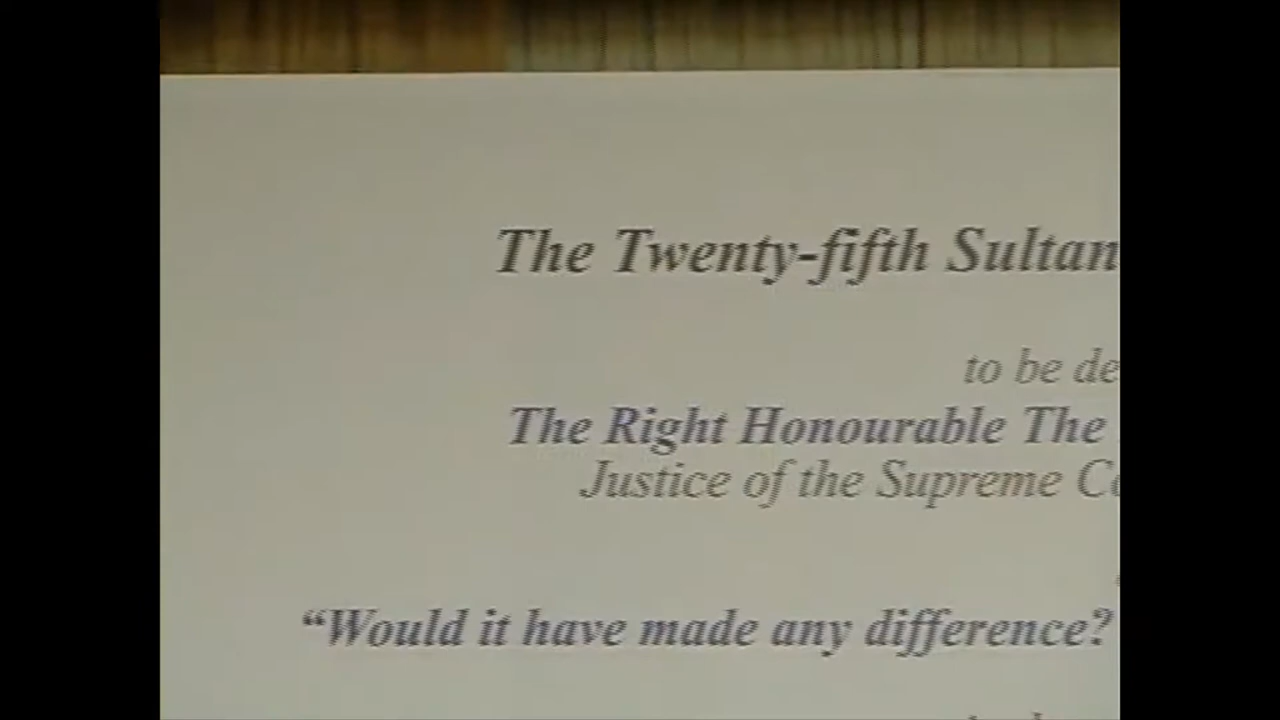 The Twenty-fifth Sultan
to be de
The Right Honourable The
Justice of the Supreme Co
“Would it have made any difference?